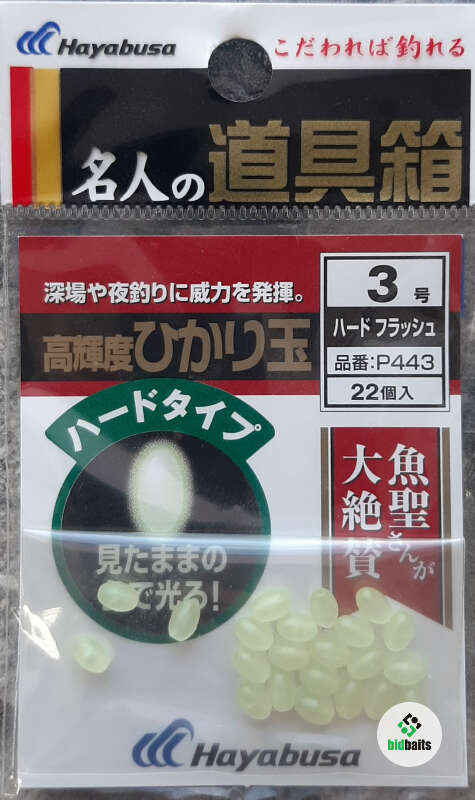 Hayabusa
こだわれば釣れる
名人の道具箱
深場や夜釣りに威力を発揮。
高輝度ひかり玉
3号
ハード フラッシュ
品番:P443
22個入
ハードタイプ
見たままの
で光る!
魚聖さんが
大絶賛
Hayabusa
bidbaits